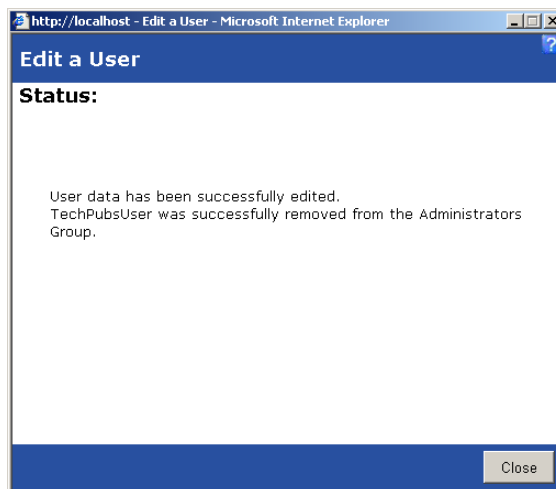 http://localhost - Edit a User - Microsoft Internet Explorer
?
Edit a User
Status:
User data has been successfully edited.
TechPubsUser was successfully removed from the Administrators
Group.
Close